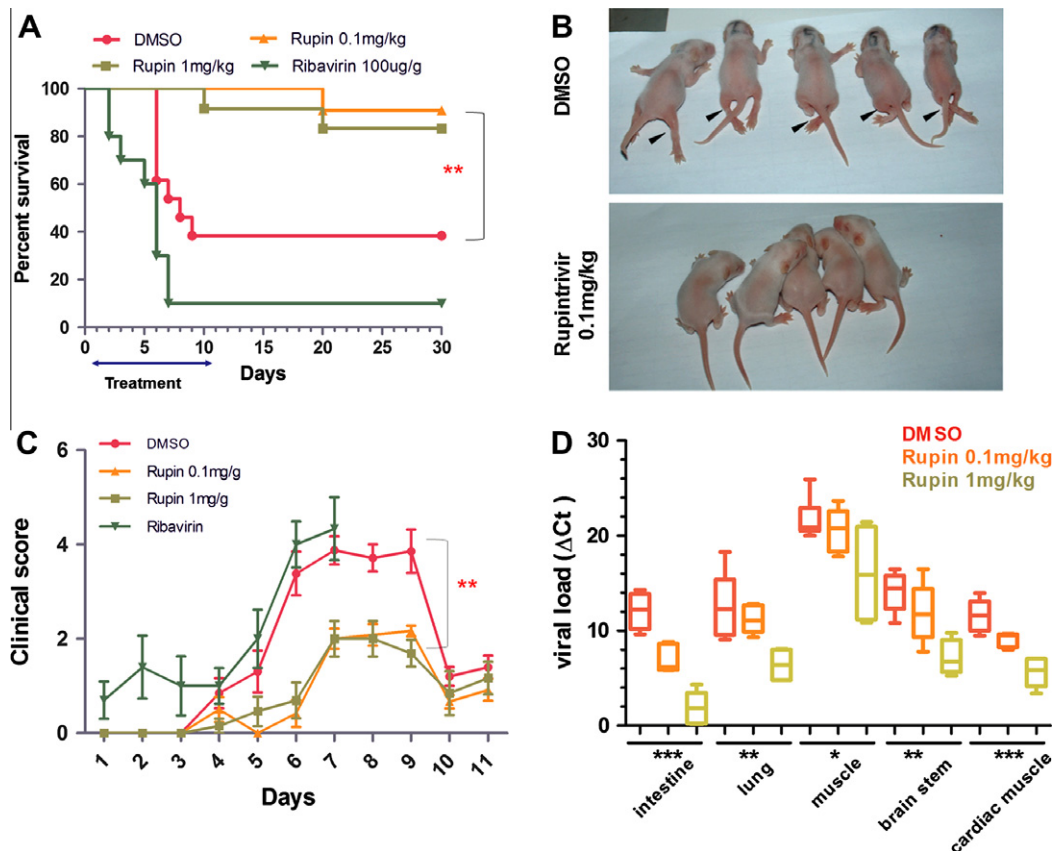 A
DMSO
Rupin 0.1mg/kg
Rupin 1mg/kg
Ribavirin 100ug/g
Percent survival
100
80
60
40
20
0
**
0 5 10 15 20 25 30
Treatment
Days
B
DMSO
Rupintrivir
0.1mg/kg
C
DMSO
Rupin 0.1mg/g
Rupin 1mg/g
Ribavirin
Clinical score
6
4
2
0
**
1 2 3 4 5 6 7 8 9 10 11
Days
D
DMSO
Rupin 0.1mg/kg
Rupin 1mg/kg
viral load (ΔCt)
30
20
10
0
*** ** * ** ***
intestine
lung
muscle
brain stem
cardiac muscle